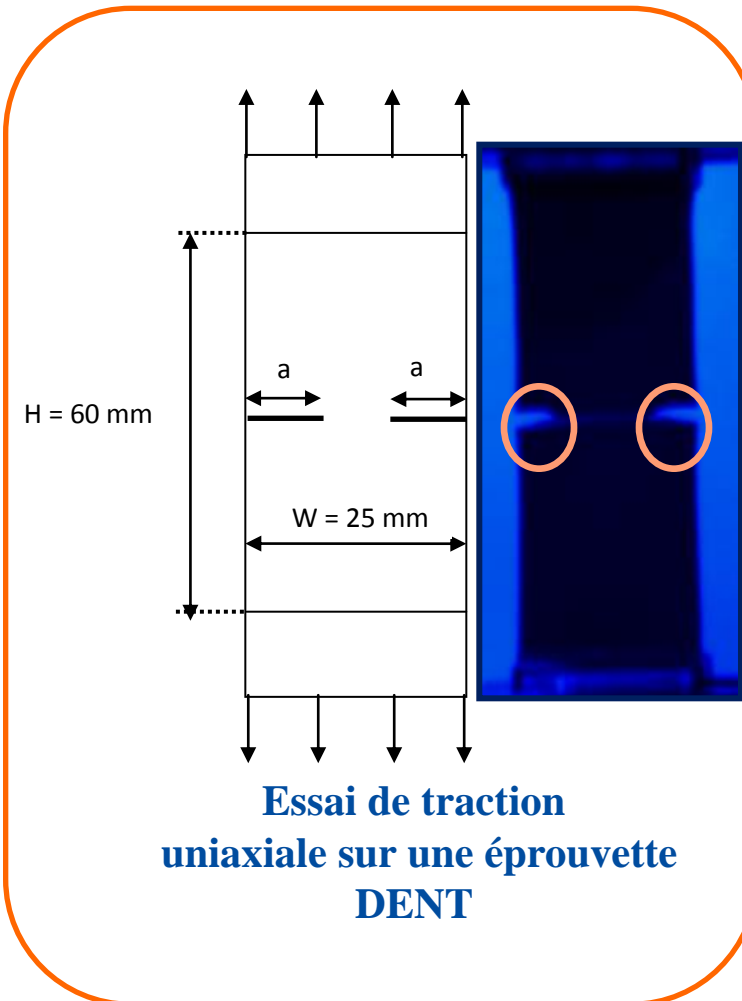 a
a
H = 60 mm
W = 25 mm
Essai de traction
uniaxiale sur une éprouvette
DENT